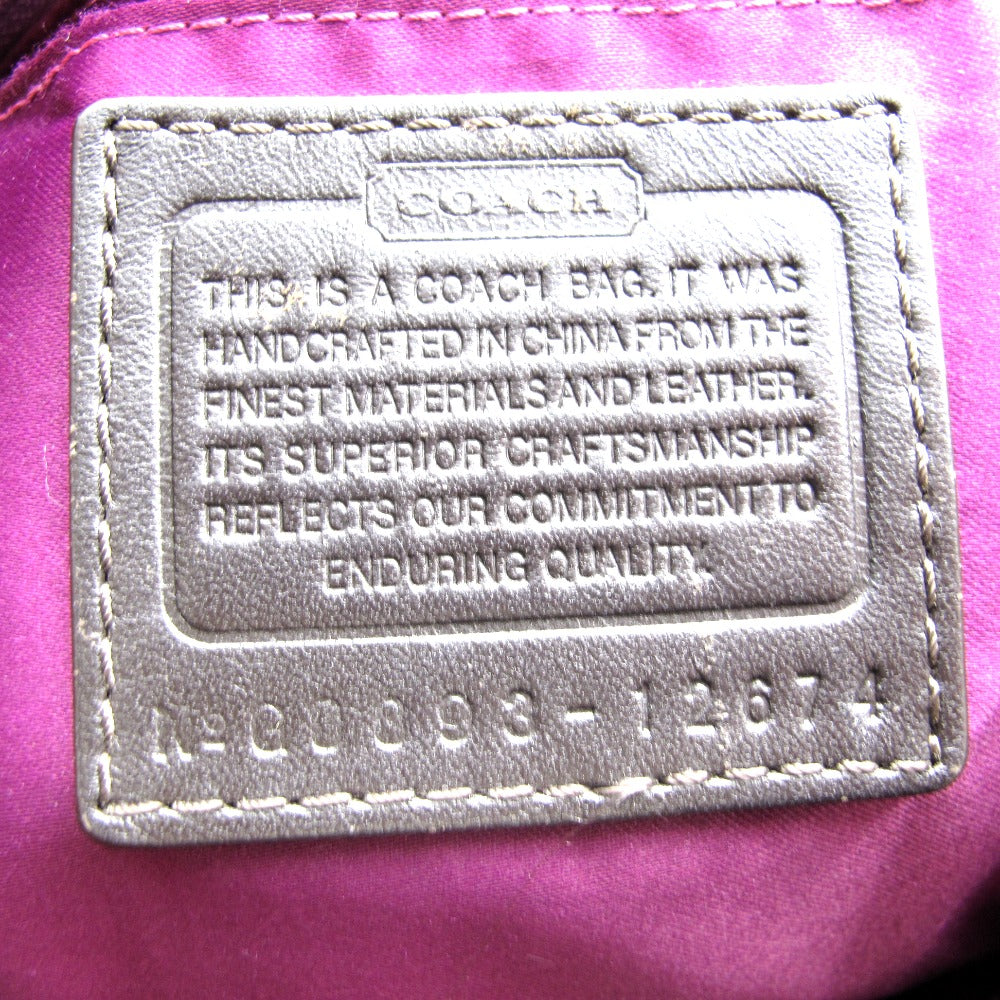 COACH
THIS IS A COACH BAG. IT WAS
HANDCRAFTED IN CHINA FROM THE
FINEST MATERIALS AND LEATHER.
ITS SUPERIOR CRAFTSMANSHIP
REFLECTS OUR COMMITMENT TO
ENDURING QUALITY.
No G0893-12674